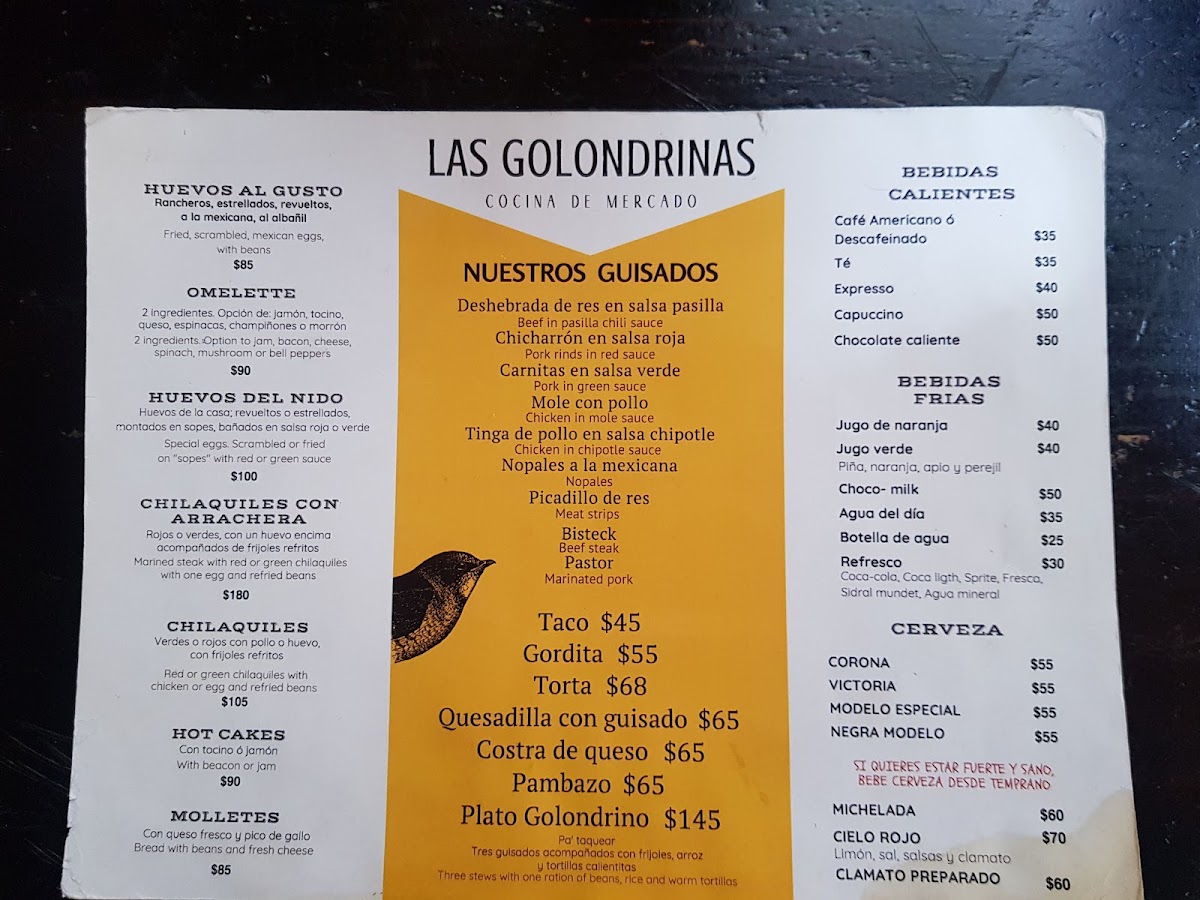 LAS GOLONDRINAS
COCINA DE MERCADO
HUEVOS AL GUSTO
Rancheros, estrellados, revueltos,
a la mexicana, al albañil
Fried, scrambled, mexican eggs,
with beans
$85
OMELETTE
2 ingredientes. Opción de: jamón, tocino,
queso, espinacas, champiñones o morrón
2 ingredients. Option to jam, bacon, cheese,
spinach, mushroom or bell peppers
$90
HUEVOS DEL NIDO
Huevos de la casa; revueltos o estrellados,
montados en sopes, bañados en salsa roja o verde
Special eggs. Scrambled or fried
on "sopes" with red or green sauce
$100
CHILAQUILES CON
ARRACHERA
Rojos o verdes, con un huevo encima
acompañados de frijoles refritos
Marined steak with red or green chilaquiles
with one egg and refried beans
$180
CHILAQUILES
Verdes o rojos con pollo o huevo,
con frijoles refritos
Red or green chilaquiles with
chicken or egg and refried beans
$105
HOT CAKES
Con tocino ó jamón
With beacon or jam
$90
MOLLETES
Con queso fresco y pico de gallo
Bread with beans and fresh cheese
$85
NUESTROS GUISADOS
Deshebrada de res en salsa pasilla
Beef in pasilla chili sauce
Chicharrón en salsa roja
Pork rinds in red sauce
Carnitas en salsa verde
Pork in green sauce
Mole con pollo
Chicken in mole sauce
Tinga de pollo en salsa chipotle
Chicken in chipotle sauce
Nopales a la mexicana
Nopales
Picadillo de res
Meat strips
Bisteck
Beef steak
Pastor
Marinated pork
Taco $45
Gordita $55
Torta $68
Quesadilla con guisado $65
Costra de queso $65
Pambazo $65
Plato Golondrino $145
Pa' taquear
Tres guisados acompañados con frijoles, arroz
y tortillas calientitas
Three stews with one ration of beans, rice and warm tortillas
BEBIDAS
CALIENTES
Café Americano ó
Descafeinado $35
Té $35
Expresso $40
Capuccino $50
Chocolate caliente $50
BEBIDAS
FRIAS
Jugo de naranja $40
Jugo verde $40
Piña, naranja, apio y perejil
Choco- milk $50
Agua del día $35
Botella de agua $25
Refresco $30
Coca-cola, Coca ligth, Sprite, Fresca,
Sidral mundet, Agua mineral
CERVEZA
CORONA $55
VICTORIA $55
MODELO ESPECIAL $55
NEGRA MODELO $55
SI QUIERES ESTAR FUERTE Y SANO,
BEBE CERVEZA DESDE TEMPRANO
MICHELADA $60
CIELO ROJO $70
Limón, sal, salsas y clamato
CLAMATO PREPARADO $60